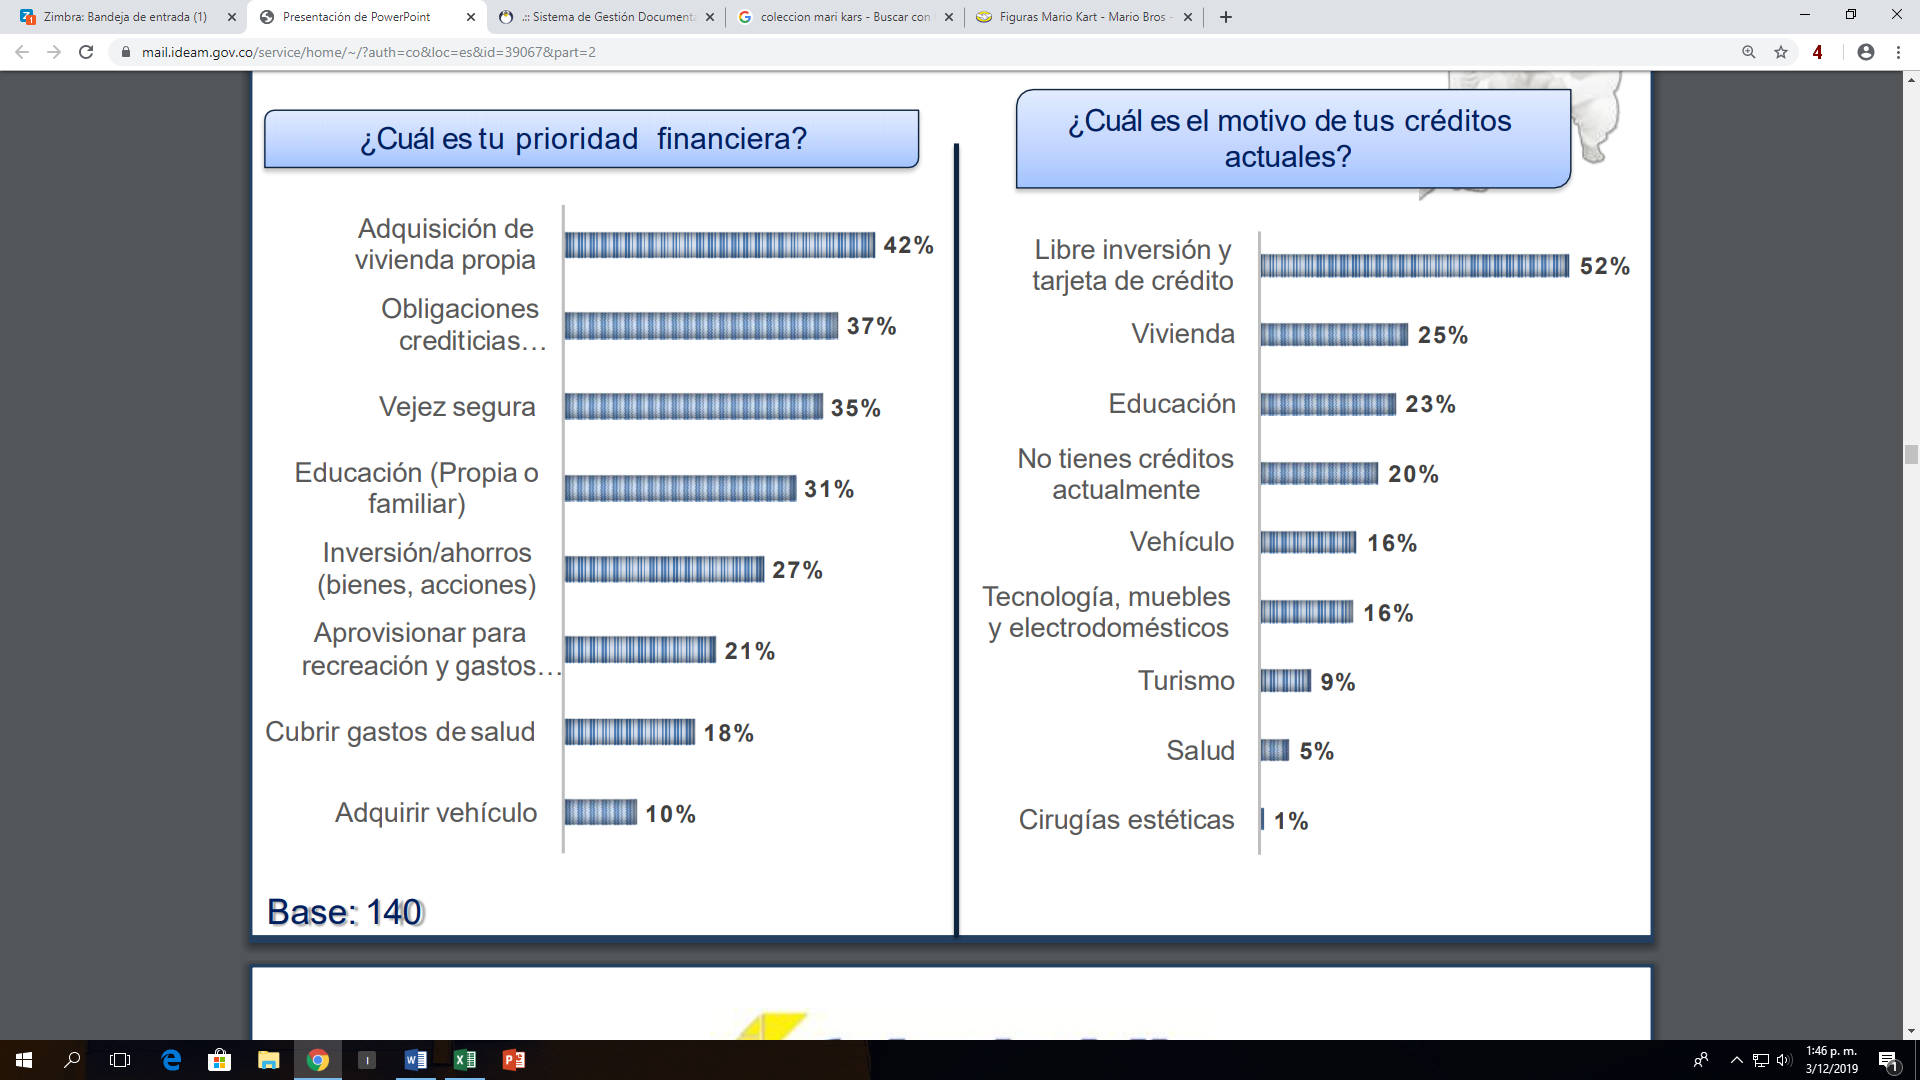 Zimbra: Bandeja de entrada (1)
Presentación de PowerPoint
.:: Sistema de Gestión Documenta
coleccion mari kars - Buscar con
Figuras Mario Kart - Mario Bros -
mail.ideam.gov.co/service/home/~/?auth=co&loc=es&id=39067&part=2
4
¿Cuál es tu prioridad financiera?
Adquisición de
vivienda propia
42%
Obligaciones
crediticias…
37%
Vejez segura
35%
Educación (Propia o
familiar)
31%
Inversión/ahorros
(bienes, acciones)
27%
Aprovisionar para
recreación y gastos…
21%
Cubrir gastos de salud
18%
Adquirir vehículo
10%
Base: 140
¿Cuál es el motivo de tus créditos
actuales?
Libre inversión y
tarjeta de crédito
52%
Vivienda
25%
Educación
23%
No tienes créditos
actualmente
20%
Vehículo
16%
Tecnología, muebles
y electrodomésticos
16%
Turismo
9%
Salud
5%
Cirugías estéticas
1%
1:46 p. m.
3/12/2019
1